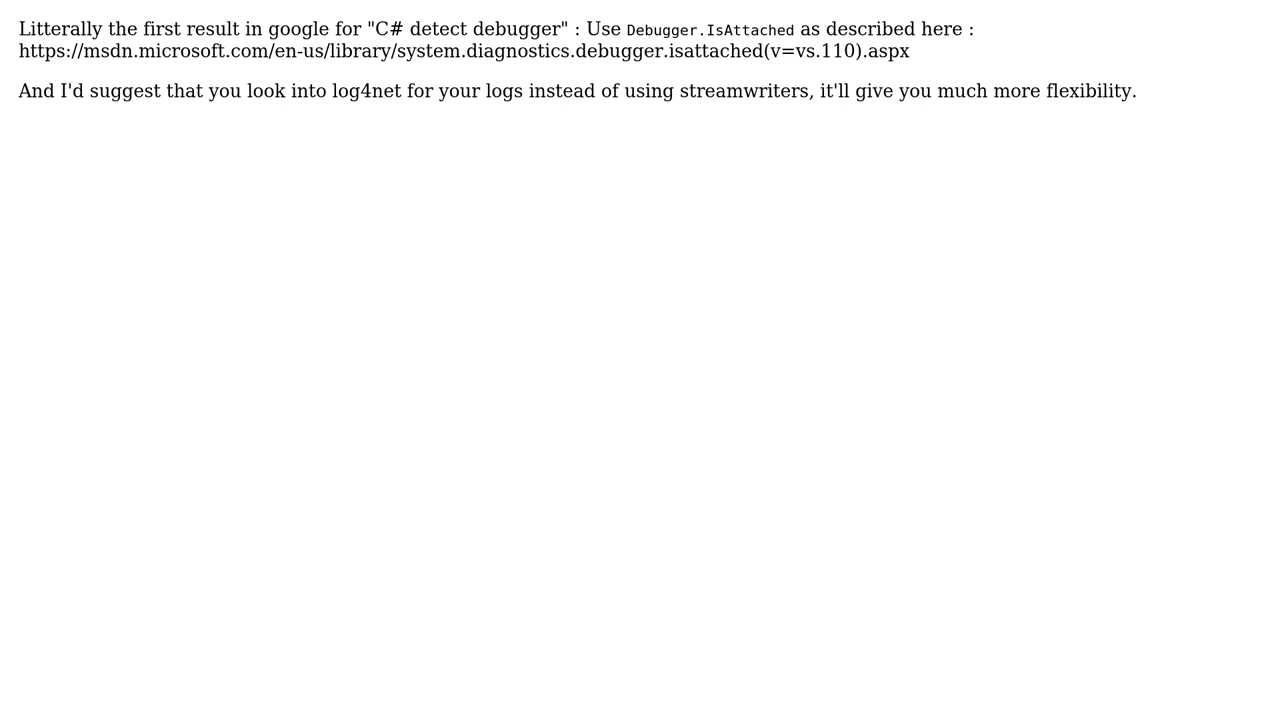 Litterally the first result in google for "C# detect debugger" : Use Debugger.IsAttached as described here :
https://msdn.microsoft.com/en-us/library/system.diagnostics.debugger.isattached(v=vs.110).aspx
And I'd suggest that you look into log4net for your logs instead of using streamwriters, it'll give you much more flexibility.